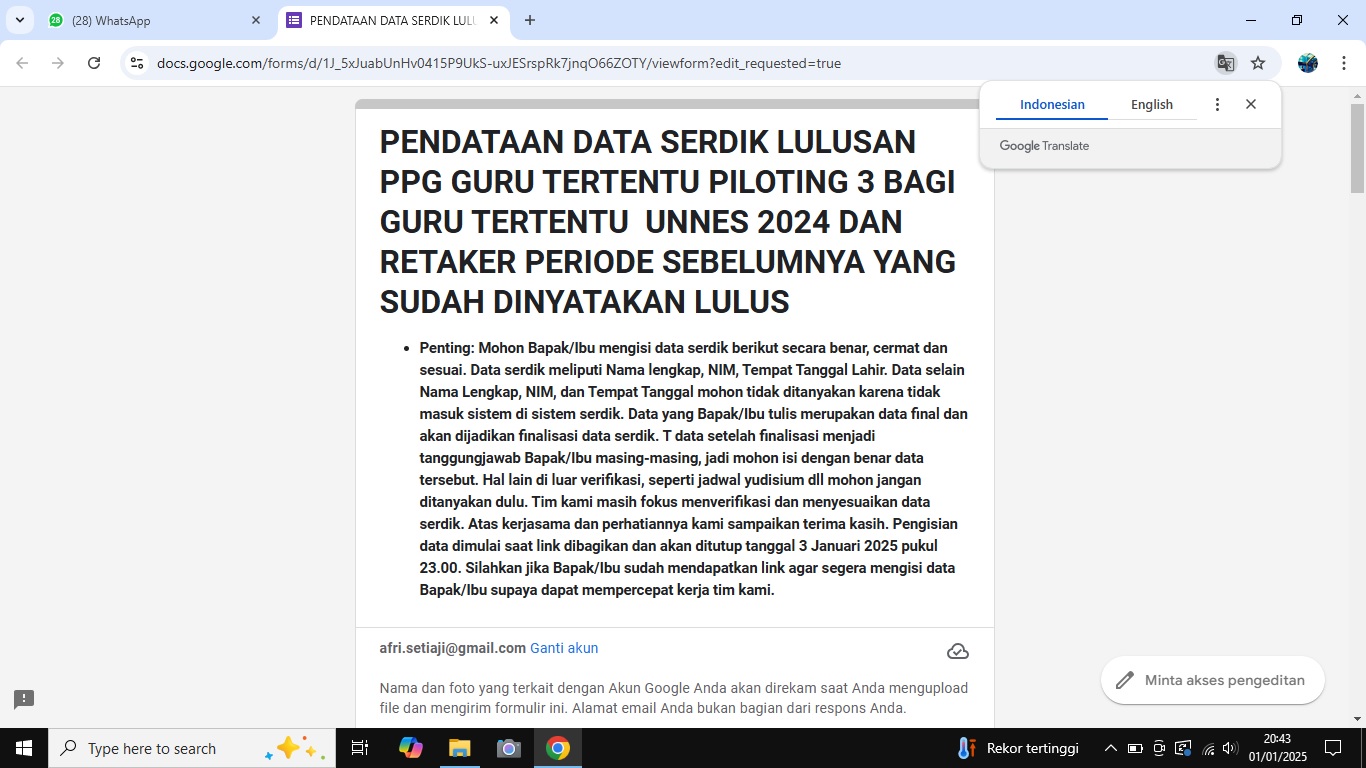 28
(28) WhatsApp
PENDATAAN DATA SERDIK LUL
docs.google.com/forms/d/1J_5xJuabUnHv0415P9UkS-uxJESrspRk7jnqO66ZOTY/viewform?edit_requested=true
Indonesian
English
Google Translate
PENDATAAN DATA SERDIK LULUSAN
PPG GURU TERTENTU PILOTING 3 BAGI
GURU TERTENTU UNNES 2024 DAN
RETAKER PERIODE SEBELUMNYA YANG
SUDAH DINYATAKAN LULUS
Penting: Mohon Bapak/Ibu mengisi data serdik berikut secara benar, cermat dan
sesuai. Data serdik meliputi Nama lengkap, NIM, Tempat Tanggal Lahir. Data selain
Nama Lengkap, NIM, dan Tempat Tanggal mohon tidak ditanyakan karena tidak
masuk sistem di sistem serdik. Data yang Bapak/Ibu tulis merupakan data final dan
akan dijadikan finalisasi data serdik. T data setelah finalisasi menjadi
tanggungjawab Bapak/Ibu masing-masing, jadi mohon isi dengan benar data
tersebut. Hal lain di luar verifikasi, seperti jadwal yudisium dll mohon jangan
ditanyakan dulu. Tim kami masih fokus menverifikasi dan menyesuaikan data
serdik. Atas kerjasama dan perhatiannya kami sampaikan terima kasih. Pengisian
data dimulai saat link dibagikan dan akan ditutup tanggal 3 Januari 2025 pukul
23.00. Silahkan jika Bapak/Ibu sudah mendapatkan link agar segera mengisi data
Bapak/Ibu supaya dapat mempercepat kerja tim kami.
afri.setiaji@gmail.com Ganti akun
Nama dan foto yang terkait dengan Akun Google Anda akan direkam saat Anda mengupload
file dan mengirim formulir ini. Alamat email Anda bukan bagian dari respons Anda.
Minta akses pengeditan
Type here to search
Rekor tertinggi
20:43
01/01/2025